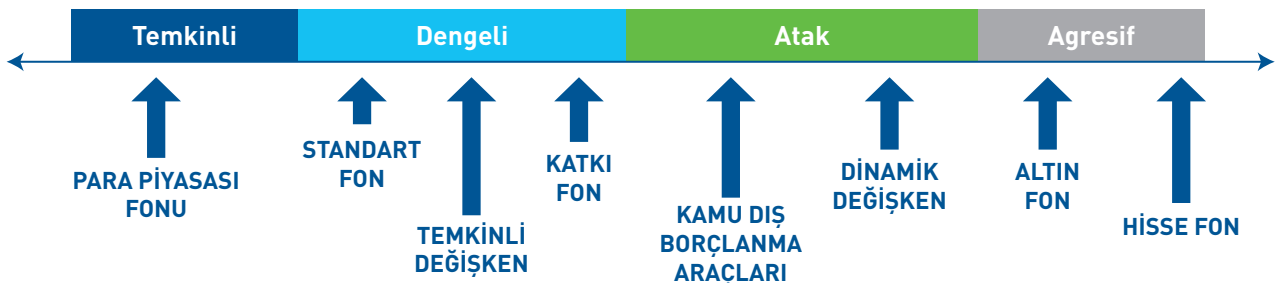 Temkinli
Dengeli
Atak
Agresif
PARA PİYASASI
FONU
STANDART
FON
TEMKİNLİ
DEĞİŞKEN
KATKI
FON
KAMU DIŞ
BORÇLANMA
ARAÇLARI
DİNAMİK
DEĞİŞKEN
ALTIN
FON
HİSSE FON